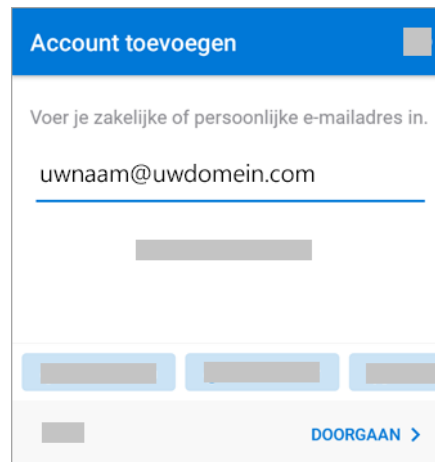 Account toevoegen
Voer je zakelijke of persoonlijke e-mailadres in.
uwnaam@uwdomein.com
DOORGAAN